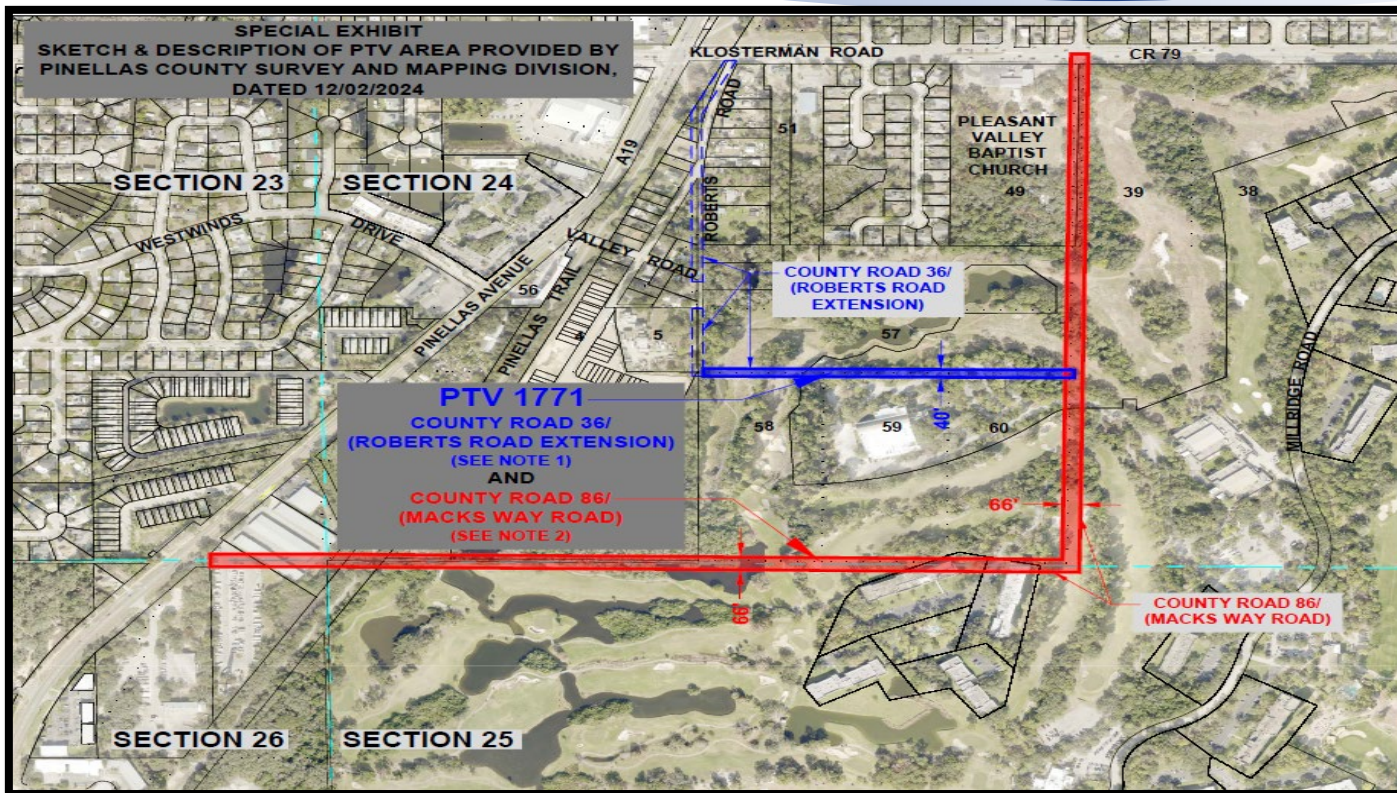 SPECIAL EXHIBIT
SKETCH & DESCRIPTION OF PTV AREA PROVIDED BY
PINELLAS COUNTY SURVEY AND MAPPING DIVISION,
DATED 12/02/2024
KLOSTERMAN ROAD
CR 79
A19
ROAD
ROBERTS
51
PLEASANT
VALLEY
BAPTIST
CHURCH
49
39
38
SECTION 23
SECTION 24
WESTWINDS
DRIVE
VALLEY ROAD
PINELLAS AVENUE
56
PINELLAS TRAIL
4
5
COUNTY ROAD 36/
(ROBERTS ROAD
EXTENSION)
57
MILLRIDGE ROAD
PTV 1771
COUNTY ROAD 36/
(ROBERTS ROAD EXTENSION)
(SEE NOTE 1)
AND
COUNTY ROAD 86/
(MACKS WAY ROAD)
(SEE NOTE 2)
58
59
60
40'
66'
66'
COUNTY ROAD 86/
(MACKS WAY ROAD)
SECTION 26
SECTION 25